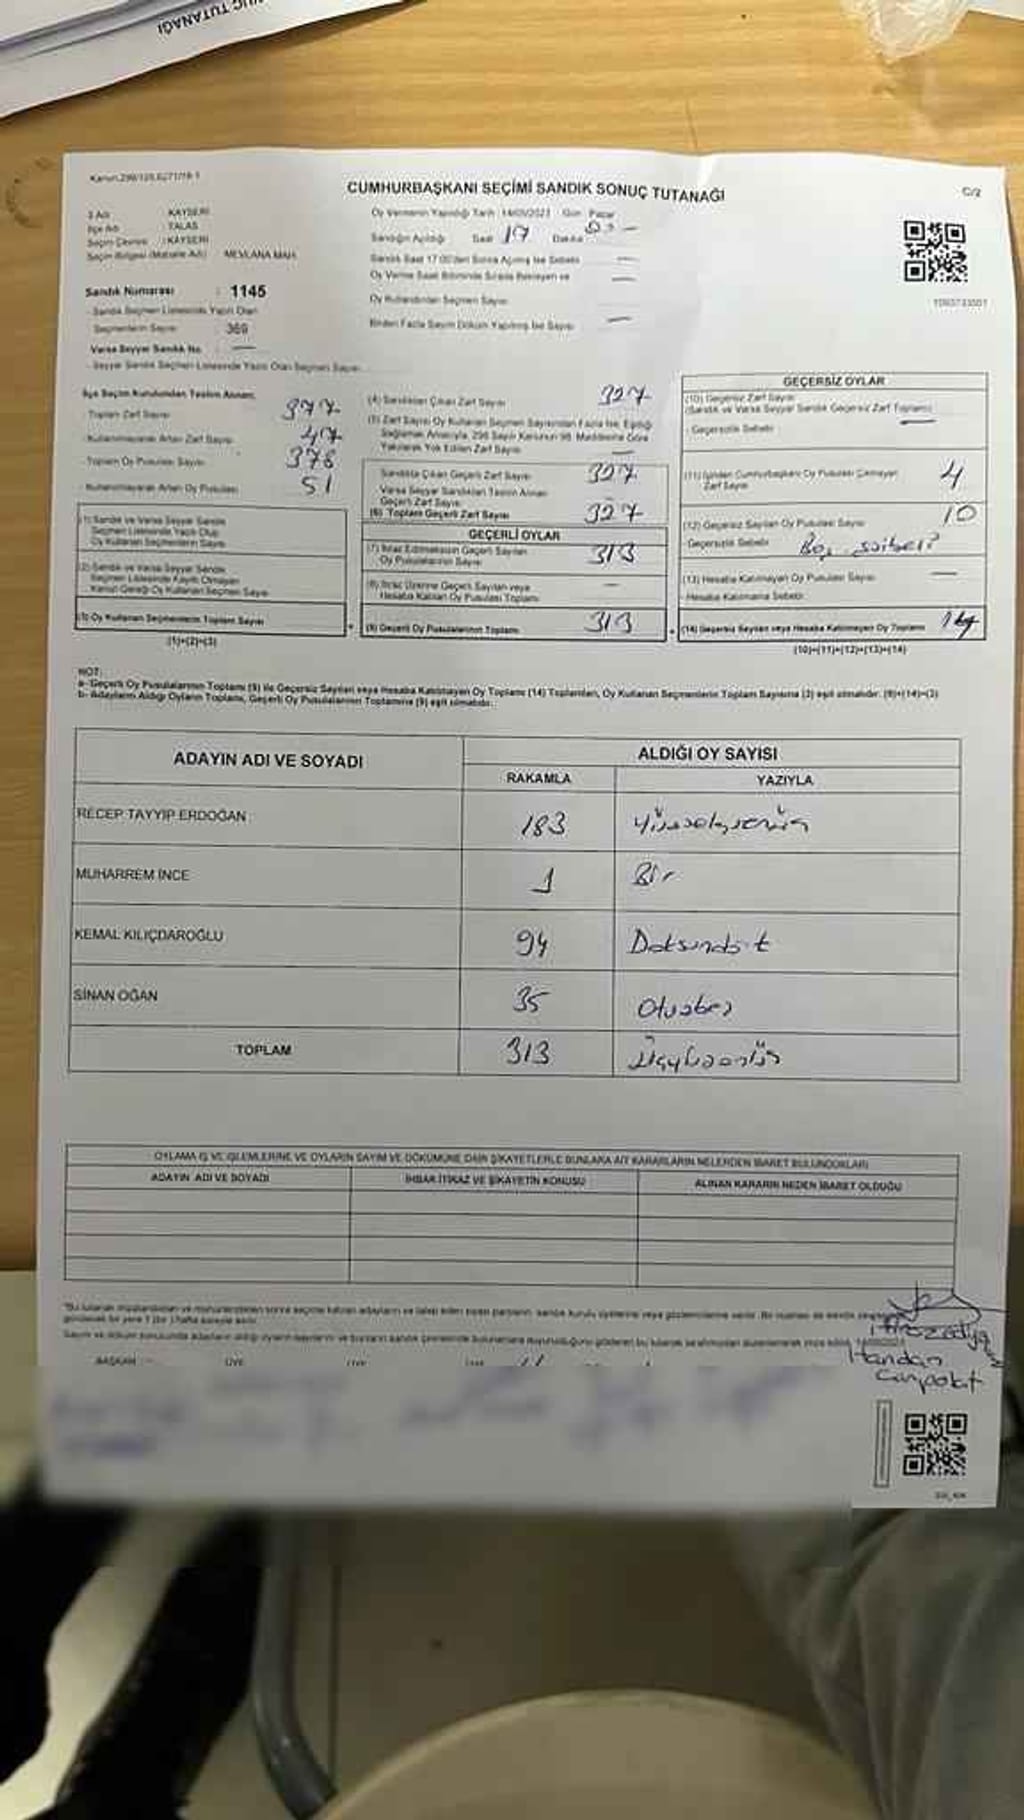 TUTANAĞI
CUMHURBAŞKANI SEÇİMİ SANDIK SONUÇ TUTANAĞI
C/2
İl Adı KAYSERİ
İlçe Adı TALAS
Seçim Çevresi : KAYSERİ
Seçim Bölgesi (Mahalle Adı) MEVLANA MAH.
Sandık Numarası : 1145
Sandık Seçmen Listesinde Yazılı Olan
Seçmenlerin Sayısı 369
Varsa Seyyar Sandık No : —
Seyyar Sandık Seçmen Listesinde Yazılı Olan Seçmen Sayısı
Oy Vermenin Yapıldığı Tarih 14/05/2023 Gün Pazar
Sandığın Açıldığı Saat 17 Dakika
Sandık Saat 17:00'den Sonra Açılmış İse Sebebi —
Oy Verme Saati Bitiminde Sırada Bekleyen ve —
Oy Kullandırılan Seçmen Sayısı
Birden Fazla Sayım Döküm Yapılmış İse Sayısı —
İlçe Seçim Kurulundan Teslim Alınan;
Toplam Zarf Sayısı 377
Kullanılmayarak Artan Zarf Sayısı 47
Toplam Oy Pusulası Sayısı 378
Kullanılmayarak Artan Oy Pusulası 51
(1) Sandık ve Varsa Seyyar Sandık
Seçmen Listesinde Yazılı Olup
Oy Kullanan Seçmenlerin Sayısı
(2) Sandık ve Varsa Seyyar Sandık
Seçmen Listesinde Kayıtlı Olmayan
Kanun Gereği Oy Kullanan Seçmen Sayısı
(3) Oy Kullanan Seçmenlerin Toplam Sayısı
(1)+(2)=(3)
(4) Sandıktan Çıkan Zarf Sayısı 327
(5) Zarf Sayısı Oy Kullanan Seçmen Sayısından Fazla İse, Eşitliği
Sağlamak Amacıyla, 298 Sayılı Kanunun 98. Maddesine Göre
Yakılarak Yok Edilen Zarf Sayısı —
Sandıkta Çıkan Geçerli Zarf Sayısı 327
Varsa Seyyar Sandıktan Teslim Alınan
Geçerli Zarf Sayısı
(6) Toplam Geçerli Zarf Sayısı 327
GEÇERLİ OYLAR
(7) İtiraz Edilmeksizin Geçerli Sayılan
Oy Pusulalarının Sayısı 313
(8) İtiraz Üzerine Geçerli Sayılan veya
Hesaba Katılan Oy Pusulası Toplamı —
(9) Geçerli Oy Pusulalarının Toplamı 313
GEÇERSİZ OYLAR
(10) Geçersiz Zarf Sayısı
(Sandık ve Varsa Seyyar Sandık Geçersiz Zarf Toplamı) —
Geçersizlik Sebebi
(11) İçinden Cumhurbaşkanı Oy Pusulası Çıkmayan
Zarf Sayısı 4
(12) Geçersiz Sayılan Oy Pusulası Sayısı 10
Geçersizlik Sebebi Boş
(13) Hesaba Katılmayan Oy Pusulası Sayısı —
Hesaba Katılmama Sebebi
(14) Geçersiz Sayılan veya Hesaba Katılmayan Oy Toplamı 14
(10)+(11)+(12)+(13)=(14)
NOT:
a- Geçerli Oy Pusulalarının Toplamı (9) ile Geçersiz Sayılan veya Hesaba Katılmayan Oy Toplamı (14) Toplamları, Oy Kullanan Seçmenlerin Toplam Sayısına (3) eşit olmalıdır. (9)+(14)=(3)
b- Adayların Aldığı Oyların Toplamı, Geçerli Oy Pusulalarının Toplamına (9) eşit olmalıdır.
ADAYIN ADI VE SOYADI ALDIĞI OY SAYISI
RAKAMLA YAZIYLA
RECEP TAYYİP ERDOĞAN 183
MUHARREM İNCE 1 Bir
KEMAL KILIÇDAROĞLU 94
SİNAN OĞAN 35 Otuzbeş
TOPLAM 313
OYLAMA İŞ VE İŞLEMLERİNE VE OYLARIN SAYIM VE DÖKÜMÜNE DAİR ŞİKAYETLERLE BUNLARA AİT KARARLARIN NELERDEN İBARET BULUNDUKLARI
ADAYIN ADI VE SOYADI İHBAR İTİRAZ VE ŞİKAYETİN KONUSU ALINAN KARARIN NEDEN İBARET OLDUĞU
BAŞKAN ÜYE ÜYE
Handan
Canpolat